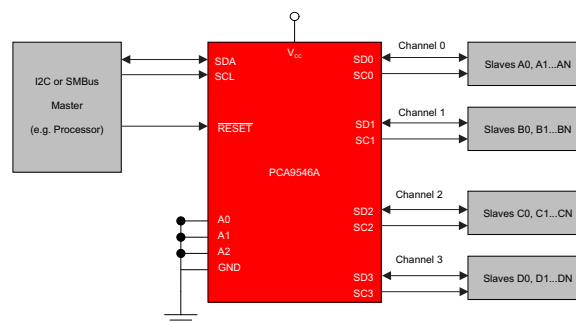 I2C or SMBus
Master
(e.g. Processor)
VCC
SDA
SCL
RESET
PCA9546A
A0
A1
A2
GND
SD0
SC0
SD1
SC1
SD2
SC2
SD3
SC3
Channel 0
Channel 1
Channel 2
Channel 3
Slaves A0, A1...AN
Slaves B0, B1...BN
Slaves C0, C1...CN
Slaves D0, D1...DN